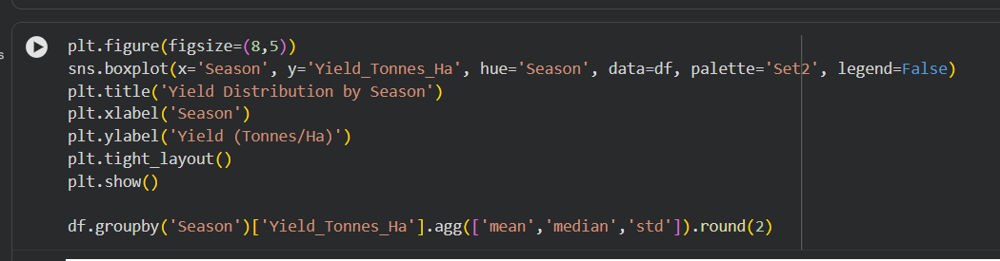 s
plt.figure(figsize=(8,5))
sns.boxplot(x='Season', y='Yield_Tonnes_Ha', hue='Season', data=df, palette='Set2', legend=False)
plt.title('Yield Distribution by Season')
plt.xlabel('Season')
plt.ylabel('Yield (Tonnes/Ha)')
plt.tight_layout()
plt.show()

df.groupby('Season')['Yield_Tonnes_Ha'].agg(['mean','median','std']).round(2)